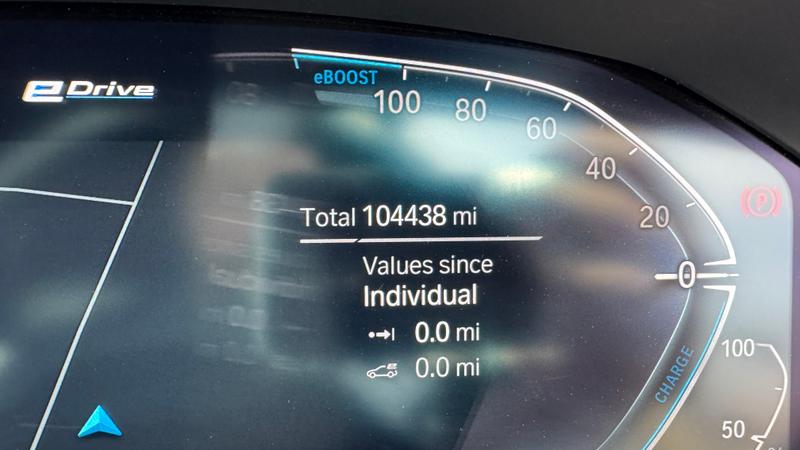 eDrive
eBOOST
100
80
60
40
20
0
Total 104438 mi
Values since
Individual
0.0 mi
0.0 mi
CHARGE
100
50
P